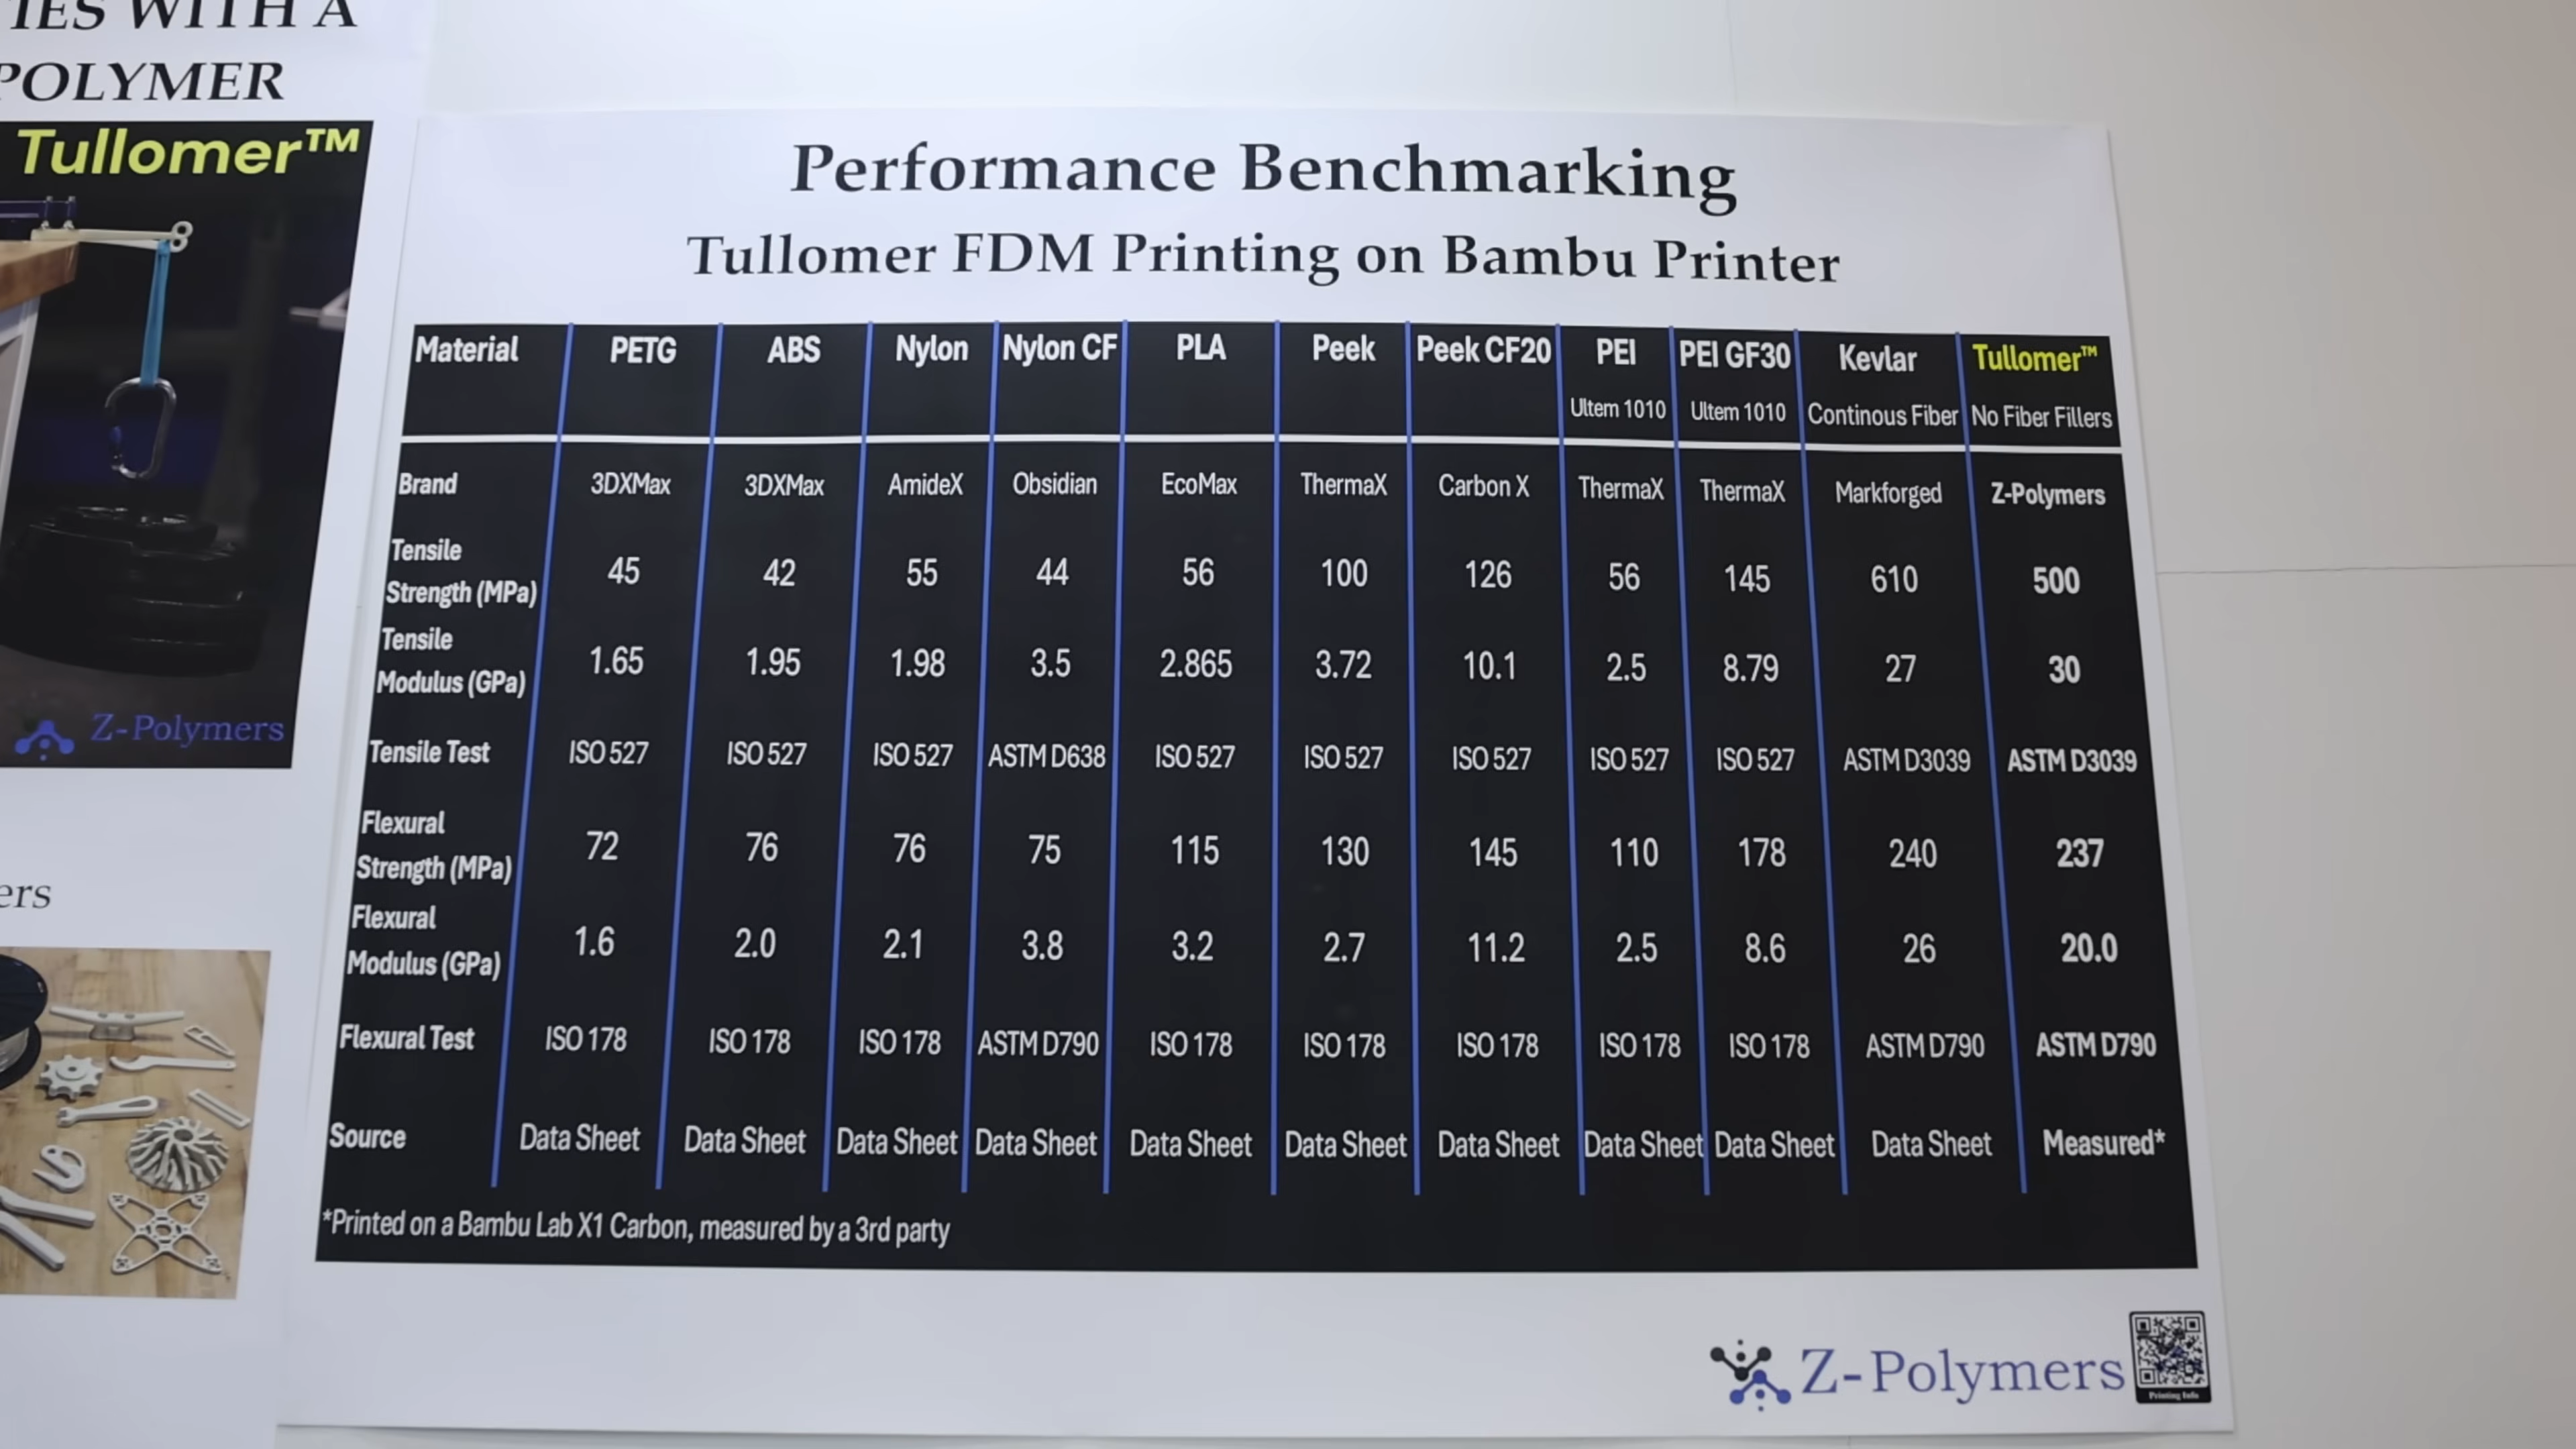 IES WITH A
POLYMER
Tullomer™
Z-Polymers
ers
Performance Benchmarking
Tullomer FDM Printing on Bambu Printer
Material PETG ABS Nylon Nylon CF PLA Peek Peek CF20 PEI PEI GF30 Kevlar Tullomer™
Ultem 1010 Ultem 1010 Continous Fiber No Fiber Fillers
Brand 3DXMax 3DXMax AmideX Obsidian EcoMax ThermaX Carbon X ThermaX ThermaX Markforged Z-Polymers
Tensile
Strength (MPa) 45 42 55 44 56 100 126 56 145 610 500
Tensile
Modulus (GPa) 1.65 1.95 1.98 3.5 2.865 3.72 10.1 2.5 8.79 27 30
Tensile Test ISO 527 ISO 527 ISO 527 ASTM D638 ISO 527 ISO 527 ISO 527 ISO 527 ISO 527 ASTM D3039 ASTM D3039
Flexural
Strength (MPa) 72 76 76 75 115 130 145 110 178 240 237
Flexural
Modulus (GPa) 1.6 2.0 2.1 3.8 3.2 2.7 11.2 2.5 8.6 26 20.0
Flexural Test ISO 178 ISO 178 ISO 178 ASTM D790 ISO 178 ISO 178 ISO 178 ISO 178 ISO 178 ASTM D790 ASTM D790
Source Data Sheet Data Sheet Data Sheet Data Sheet Data Sheet Data Sheet Data Sheet Data Sheet Data Sheet Data Sheet Measured*
*Printed on a Bambu Lab X1 Carbon, measured by a 3rd party
Z-Polymers
Printing Info